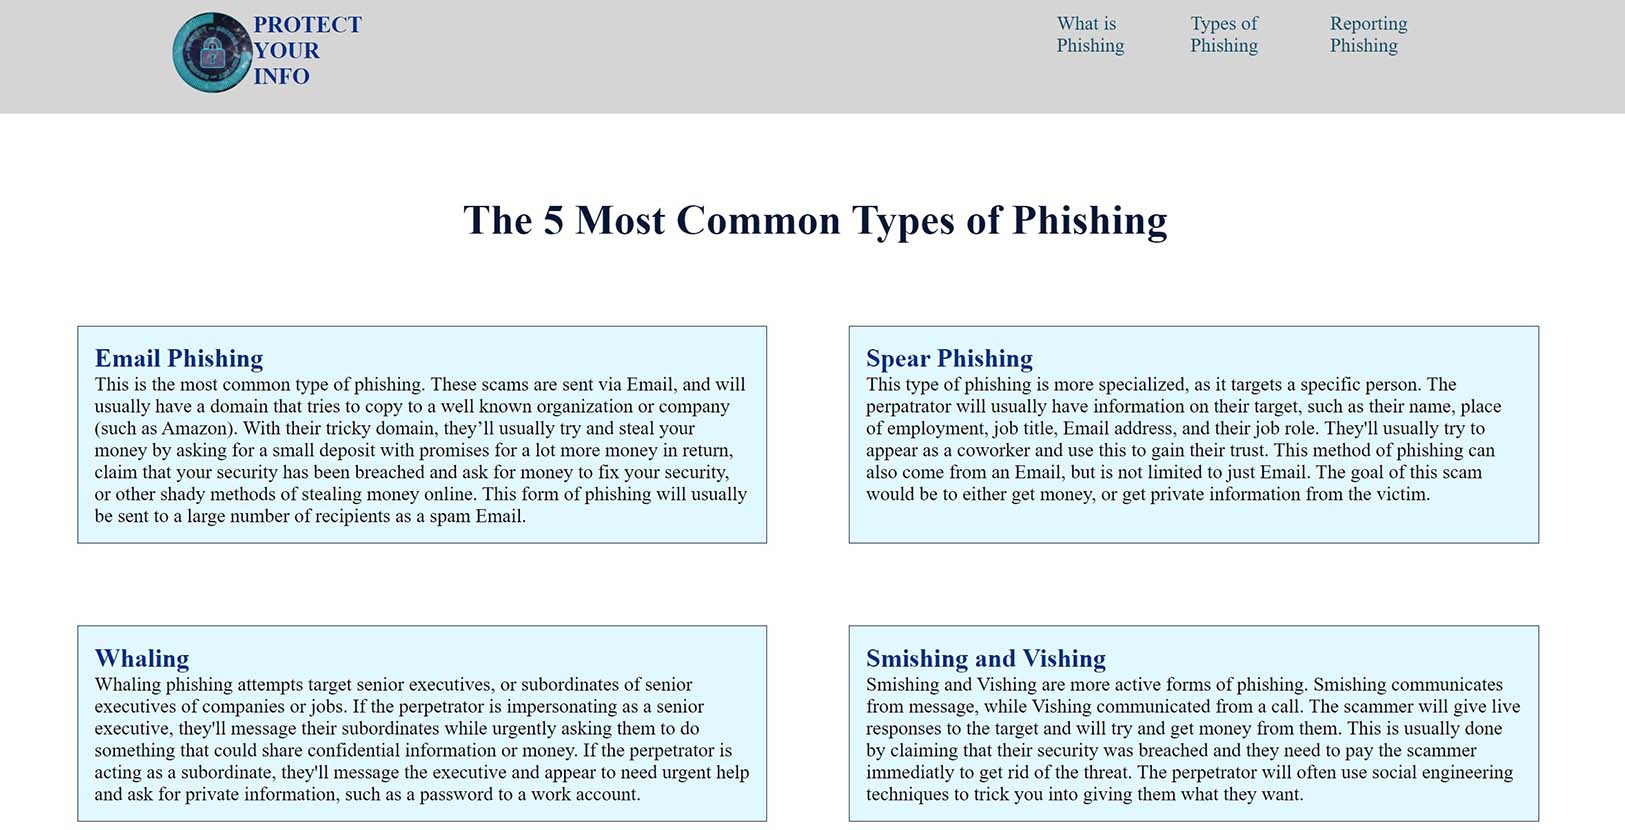 PROTECT
YOUR
INFO
What is
Phishing
Types of
Phishing
Reporting
Phishing
The 5 Most Common Types of Phishing
Email Phishing
This is the most common type of phishing. These scams are sent via Email, and will
usually have a domain that tries to copy to a well known organization or company
(such as Amazon). With their tricky domain, they’ll usually try and steal your
money by asking for a small deposit with promises for a lot more money in return,
claim that your security has been breached and ask for money to fix your security,
or other shady methods of stealing money online. This form of phishing will usually
be sent to a large number of recipients as a spam Email.
Spear Phishing
This type of phishing is more specialized, as it targets a specific person. The
perpatrator will usually have information on their target, such as their name, place
of employment, job title, Email address, and their job role. They'll usually try to
appear as a coworker and use this to gain their trust. This method of phishing can
also come from an Email, but is not limited to just Email. The goal of this scam
would be to either get money, or get private information from the victim.
Whaling
Whaling phishing attempts target senior executives, or subordinates of senior
executives of companies or jobs. If the perpetrator is impersonating as a senior
executive, they'll message their subordinates while urgently asking them to do
something that could share confidential information or money. If the perpetrator is
acting as a subordinate, they'll message the executive and appear to need urgent help
and ask for private information, such as a password to a work account.
Smishing and Vishing
Smishing and Vishing are more active forms of phishing. Smishing communicates
from message, while Vishing communicated from a call. The scammer will give live
responses to the target and will try and get money from them. This is usually done
by claiming that their security was breached and they need to pay the scammer
immediatly to get rid of the threat. The perpetrator will often use social engineering
techniques to trick you into giving them what they want.